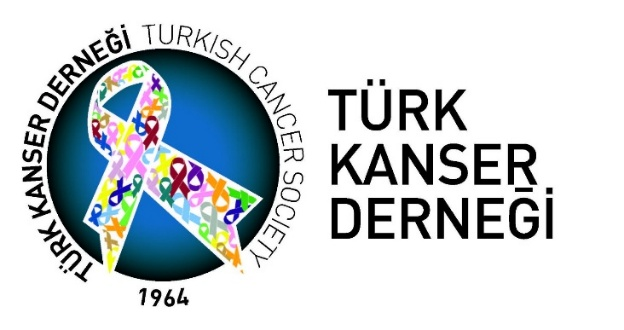 TÜRK KANSER DERNEĞİ TURKISH CANCER SOCIETY
1964
TÜRK
KANSER
DERNEĞİ